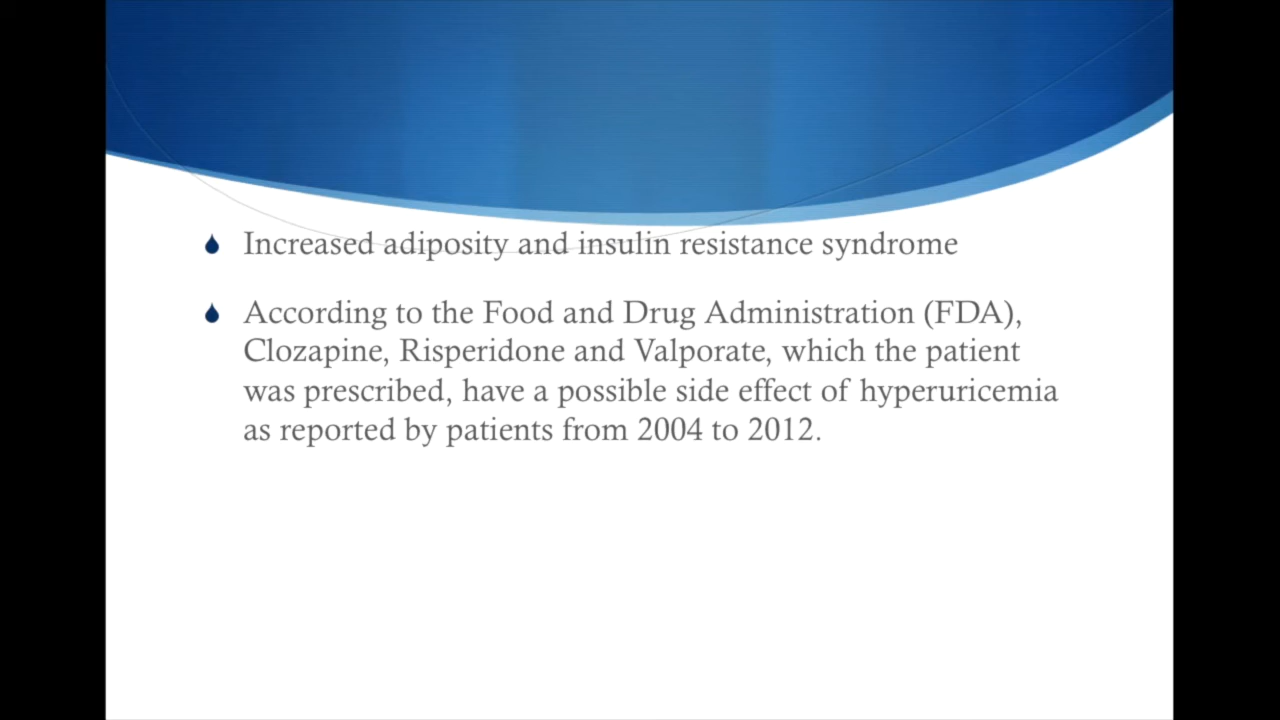 Increased adiposity and insulin resistance syndrome
According to the Food and Drug Administration (FDA),
Clozapine, Risperidone and Valporate, which the patient
was prescribed, have a possible side effect of hyperuricemia
as reported by patients from 2004 to 2012.